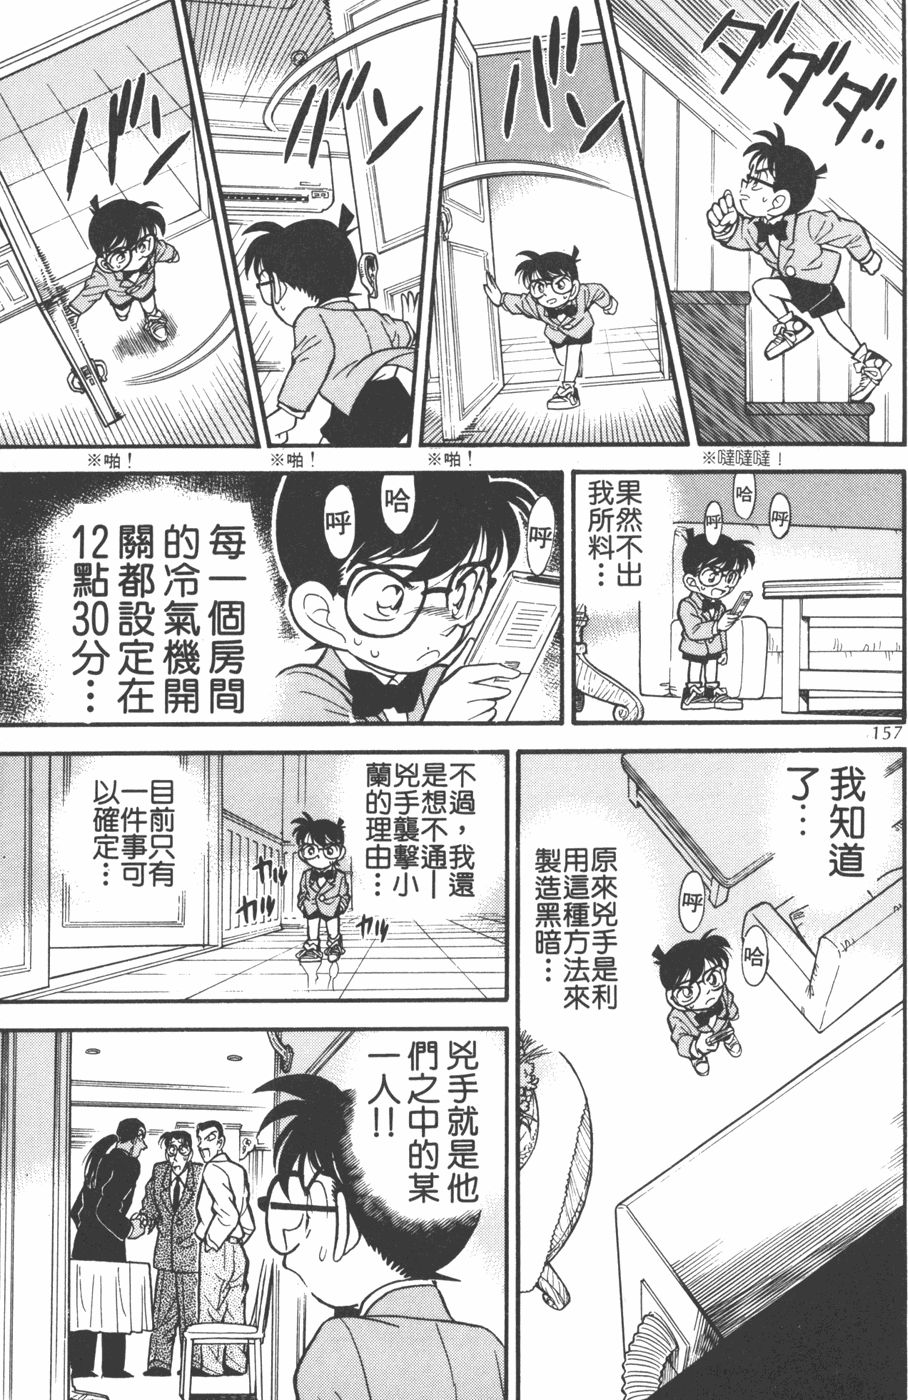 ダダダダ..
バン
バン
バン
※噠噠噠！
※啪！
※啪！
※啪！
果然不出
我所料…
哈
呼
呼
呼
哈
呼
每一個房間
的冷氣機開
關都設定在
12點30分…
157
我知道
了…
原來兇手是利
用這種方法來
製造黑暗…
呼
哈
不過，我還
是想不通—
兇手襲擊小
蘭的理由…
目前只有
一件事可
以確定…
ガッ
ガッ
兇手就是他
們之中的某
一人!!